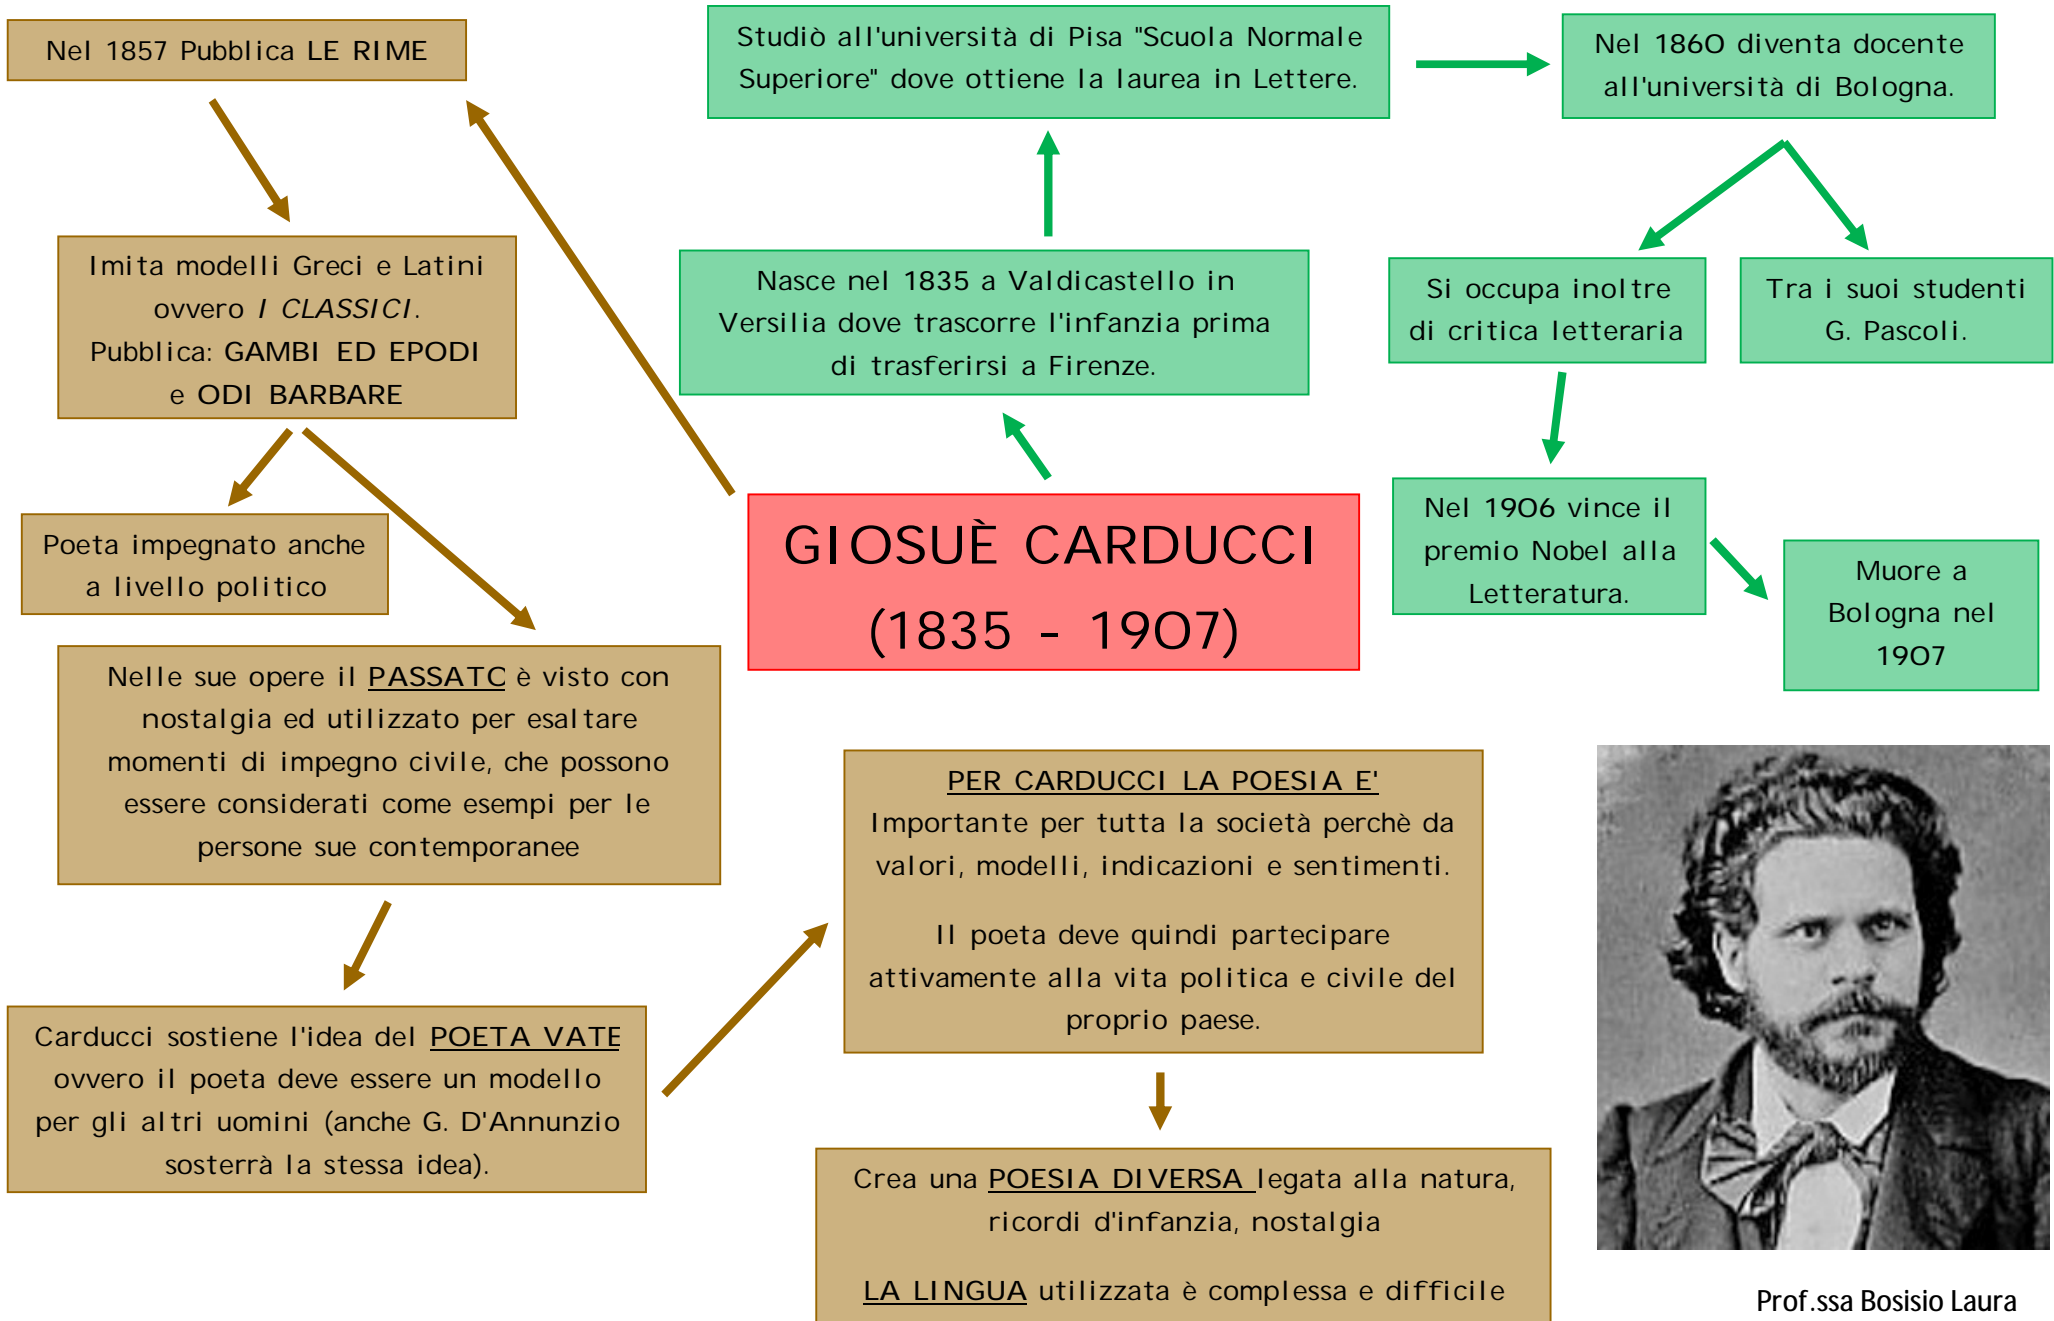 Nel 1857 Pubblica LE RIME
Imita modelli Greci e Latini
ovvero I CLASSICI.
Pubblica: GAMBI ED EPODI
e ODI BARBARE
Poeta impegnato anche
a livello politico
Nelle sue opere il PASSATO è visto con
nostalgia ed utilizzato per esaltare
momenti di impegno civile, che possono
essere considerati come esempi per le
persone sue contemporanee
Carducci sostiene l'idea del POETA VATE
ovvero il poeta deve essere un modello
per gli altri uomini (anche G. D'Annunzio
sosterrà la stessa idea).
Studiò all'università di Pisa "Scuola Normale
Superiore" dove ottiene la laurea in Lettere.
Nel 1860 diventa docente
all'università di Bologna.
Nasce nel 1835 a Valdicastello in
Versilia dove trascorre l'infanzia prima
di trasferirsi a Firenze.
Si occupa inoltre
di critica letteraria
Tra i suoi studenti
G. Pascoli.
GIOSUÈ CARDUCCI
(1835 - 1907)
Nel 1906 vince il
premio Nobel alla
Letteratura.
Muore a
Bologna nel
1907
PER CARDUCCI LA POESIA E'
Importante per tutta la società perchè da
valori, modelli, indicazioni e sentimenti.
Il poeta deve quindi partecipare
attivamente alla vita politica e civile del
proprio paese.
Crea una POESIA DIVERSA legata alla natura,
ricordi d'infanzia, nostalgia
LA LINGUA utilizzata è complessa e difficile
Prof.ssa Bosisio Laura